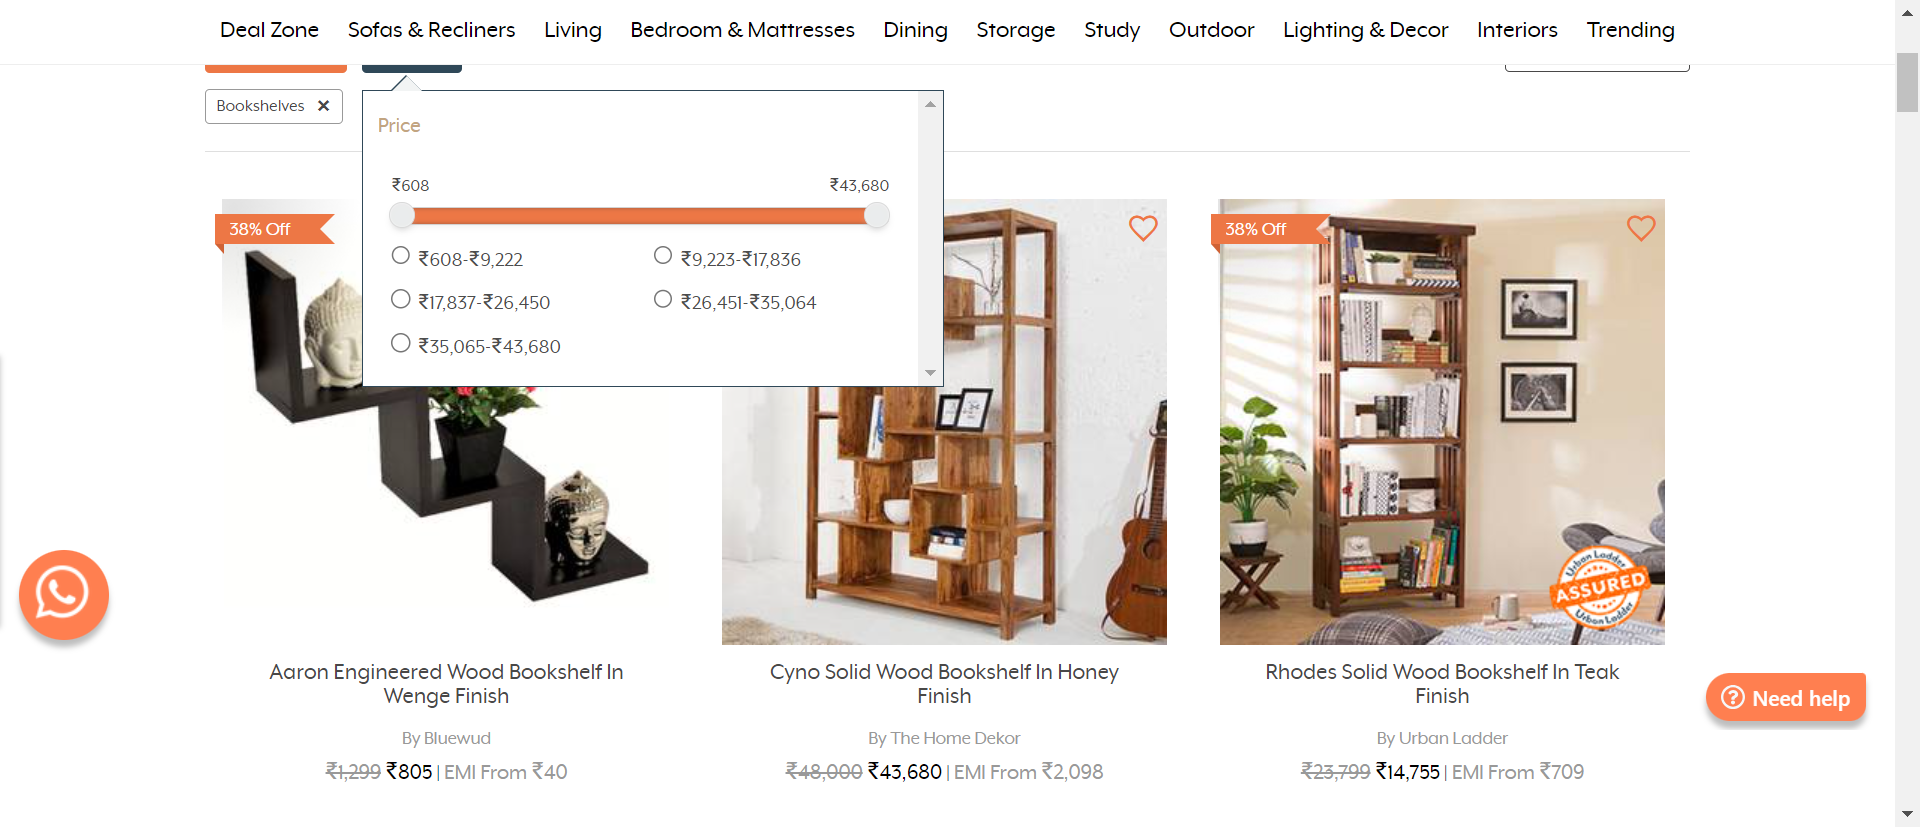 Deal Zone Sofas & Recliners Living Bedroom & Mattresses Dining Storage Study Outdoor Lighting & Decor Interiors Trending
Bookshelves ✕
Price
₹608 ₹43,680
₹608-₹9,222 ₹9,223-₹17,836
₹17,837-₹26,450 ₹26,451-₹35,064
₹35,065-₹43,680
38% Off
38% Off
Urban Ladder
ASSURED
Urban Ladder
Aaron Engineered Wood Bookshelf In
Wenge Finish
By Bluewud
₹1,299 ₹805 | EMI From ₹40
Cyno Solid Wood Bookshelf In Honey
Finish
By The Home Dekor
₹48,000 ₹43,680 | EMI From ₹2,098
Rhodes Solid Wood Bookshelf In Teak
Finish
By Urban Ladder
₹23,799 ₹14,755 | EMI From ₹709
Need help